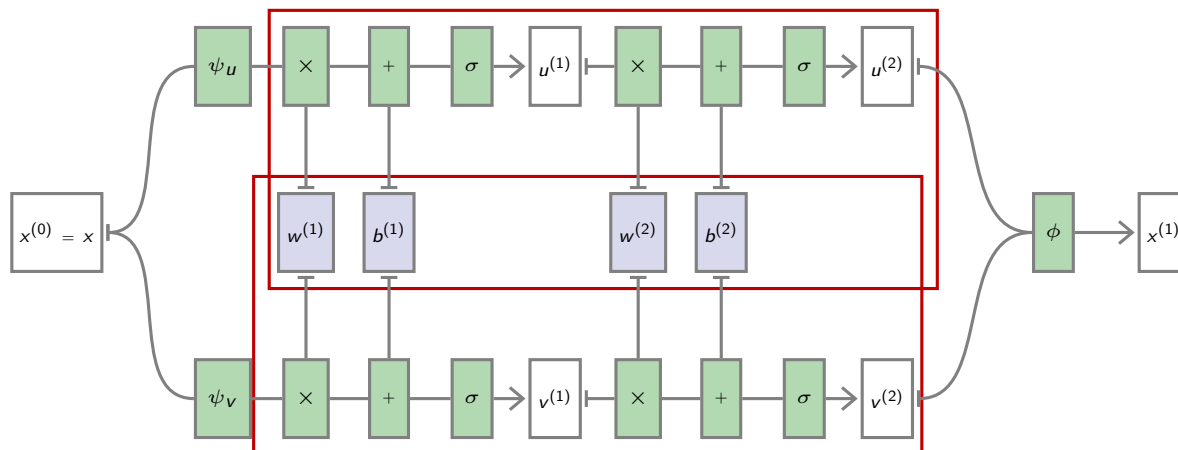 ψu × + σ u(1) × + σ u(2)
x(0) = x w(1) b(1) w(2) b(2) ϕ x(1)
ψv × + σ v(1) × + σ v(2)